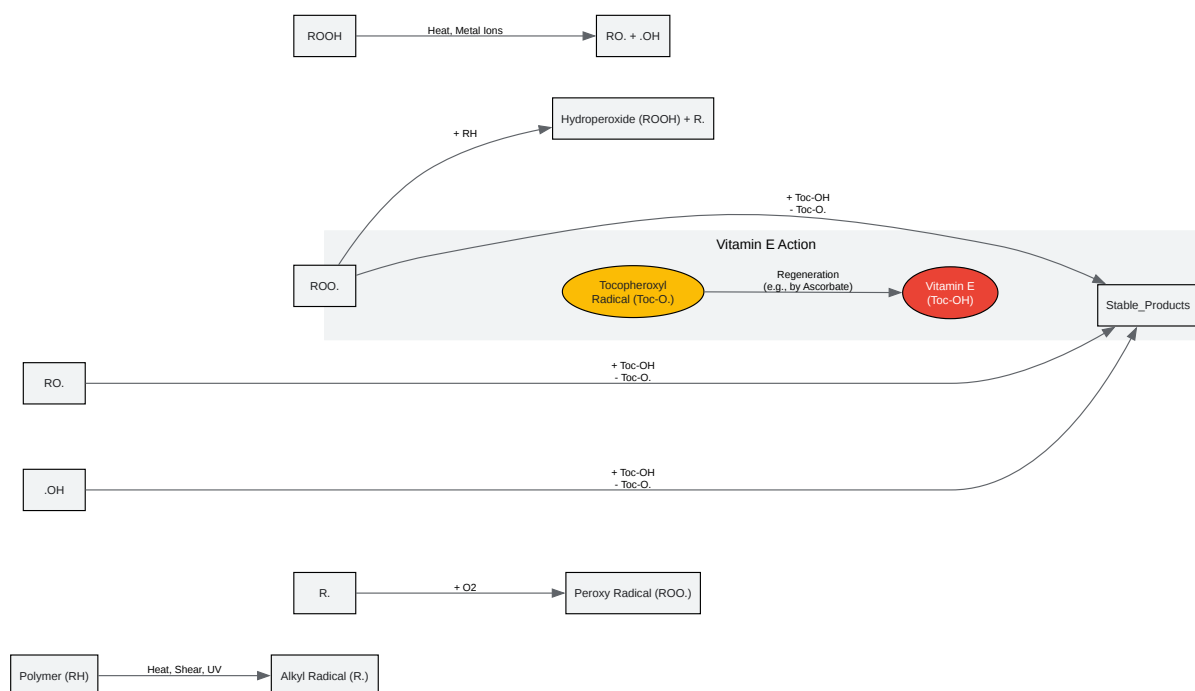 ROOH
Heat, Metal Ions
RO. + .OH
Hydroperoxide (ROOH) + R.
+ RH
+ Toc-OH
- Toc-O.
Vitamin E Action
ROO.
Tocopheroxyl
Radical (Toc-O.)
Regeneration
(e.g., by Ascorbate)
Vitamin E
(Toc-OH)
Stable_Products
RO.
+ Toc-OH
- Toc-O.
.OH
+ Toc-OH
- Toc-O.
R.
+ O2
Peroxy Radical (ROO.)
Polymer (RH)
Heat, Shear, UV
Alkyl Radical (R.)